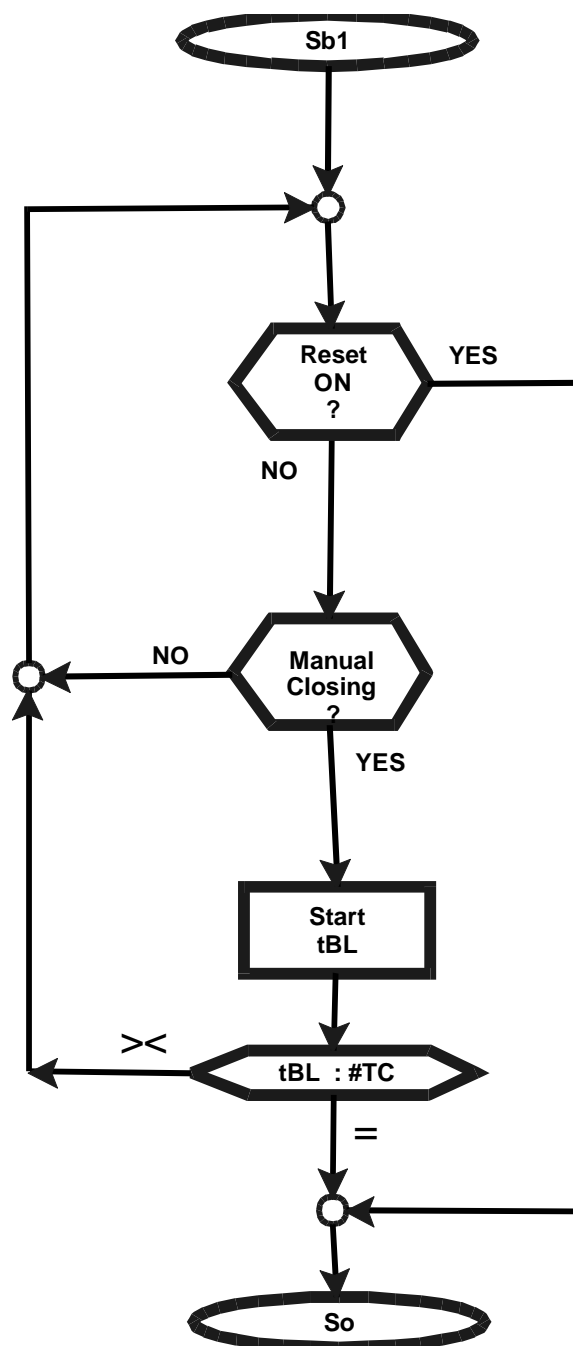 Sb1
Reset
ON
?
YES
NO
Manual
Closing
?
NO
YES
Start
tBL
><
tBL : #TC
=
So